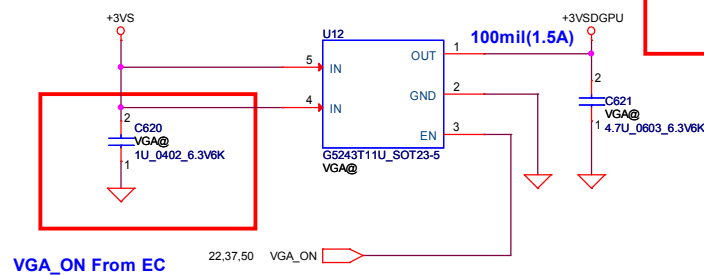 +3VS
+3VSDGPU
U12
100mil(1.5A)
5
IN
OUT
1
4
IN
GND
2
EN
3
2
C620
VGA@
1U_0402_6.3V6K
1
G5243T11U_SOT23-5
VGA@
2
C621
VGA@
1
4.7U_0603_6.3V6K
VGA_ON From EC
22,37,50
VGA_ON